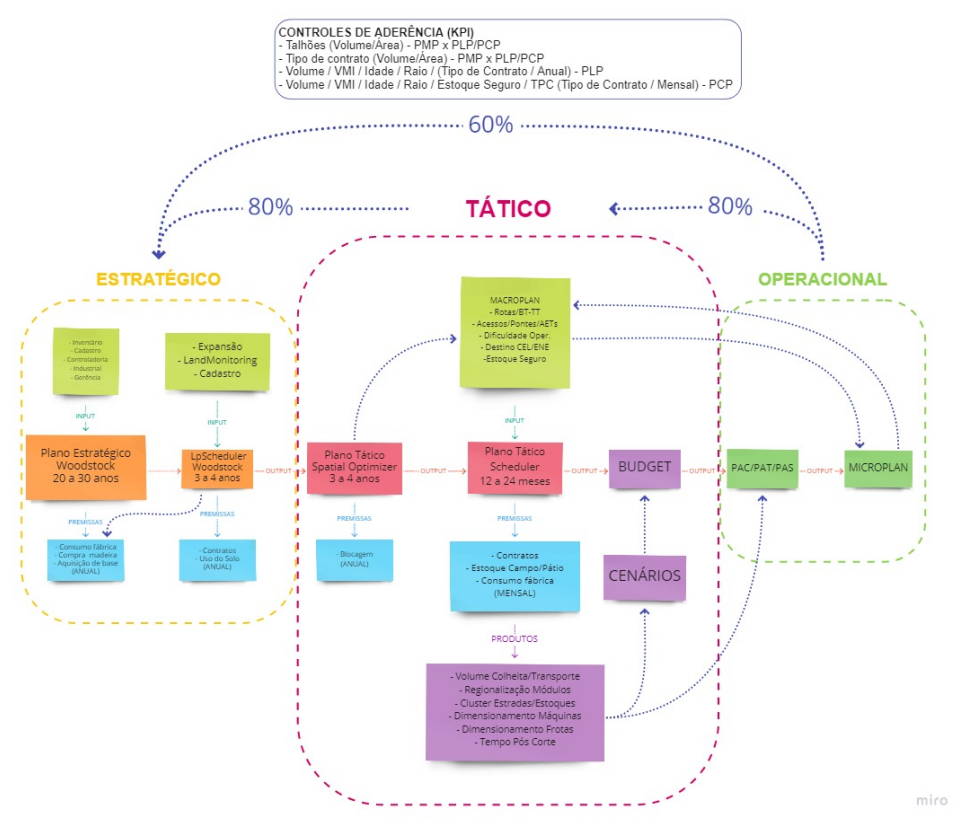 CONTROLES DE ADERÊNCIA (KPI)
- Talhões (Volume/Área) - PMP x PLP/PCP
- Tipo de contrato (Volume/Área) - PMP x PLP/PCP
- Volume / VMI / Idade / Raio / (Tipo de Contrato / Anual) - PLP
- Volume / VMI / Idade / Raio / Estoque Seguro / TPC (Tipo de Contrato / Mensal) - PCP
60%
80%
TÁTICO
80%
ESTRATÉGICO
OPERACIONAL
- Inventário
- Cadastro
- Controladoria
- Industrial
- Gerência
- Expansão
- LandMonitoring
- Cadastro
MACROPLAN
- Rotas/BT-TT
- Acessos/Pontes/AETs
- Dificuldade Oper.
- Destino CEL/ENE
-Estoque Seguro
INPUT
INPUT
INPUT
Plano Estratégico
Woodstock
20 a 30 anos
LpScheduler
Woodstock
3 a 4 anos
OUTPUT
Plano Tático
Spatial Optimizer
3 a 4 anos
OUTPUT
Plano Tático
Scheduler
12 a 24 meses
OUTPUT
BUDGET
OUTPUT
PAC/PAT/PAS
OUTPUT
MICROPLAN
PREMISSAS
PREMISSAS
PREMISSAS
PREMISSAS
- Consumo fábrica
- Compra madeira
- Aquisição de base
(ANUAL)
- Contratos
- Uso do Solo
(ANUAL)
- Blocagem
(ANUAL)
- Contratos
- Estoque Campo/Pátio
- Consumo fábrica
(MENSAL)
CENÁRIOS
PRODUTOS
- Volume Colheita/Transporte
- Regionalização Módulos
- Cluster Estradas/Estoques
- Dimensionamento Máquinas
- Dimensionamento Frotas
- Tempo Pós Corte
miro